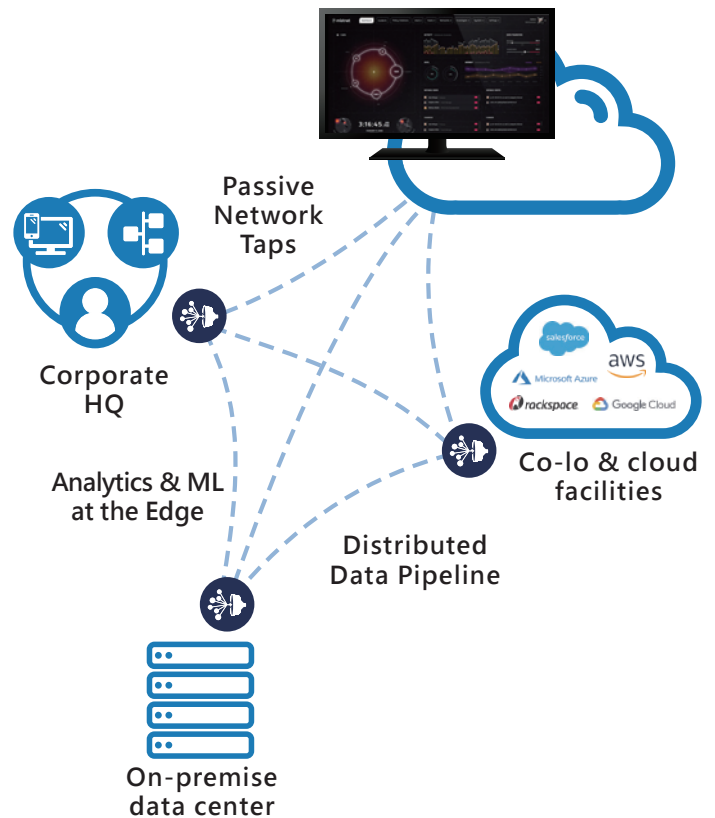 3:16:45
Passive
Network
Taps
salesforce
aws
Microsoft Azure
rackspace
Google Cloud
Corporate
HQ
Co-lo & cloud
facilities
Analytics & ML
at the Edge
Distributed
Data Pipeline
On-premise
data center